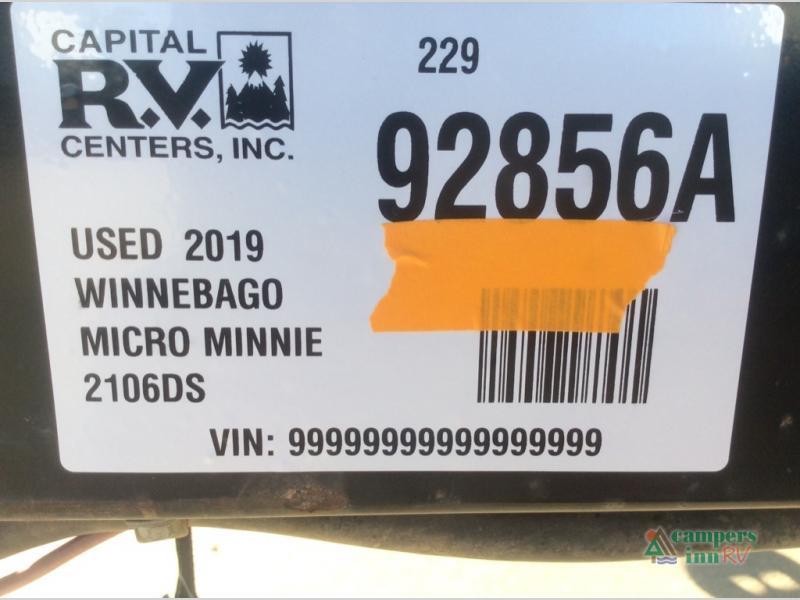 CAPITAL
R.V.
CENTERS, INC.
229
92856A
USED 2019
WINNEBAGO
MICRO MINNIE
2106DS
VIN: 99999999999999999
campers
inn RV